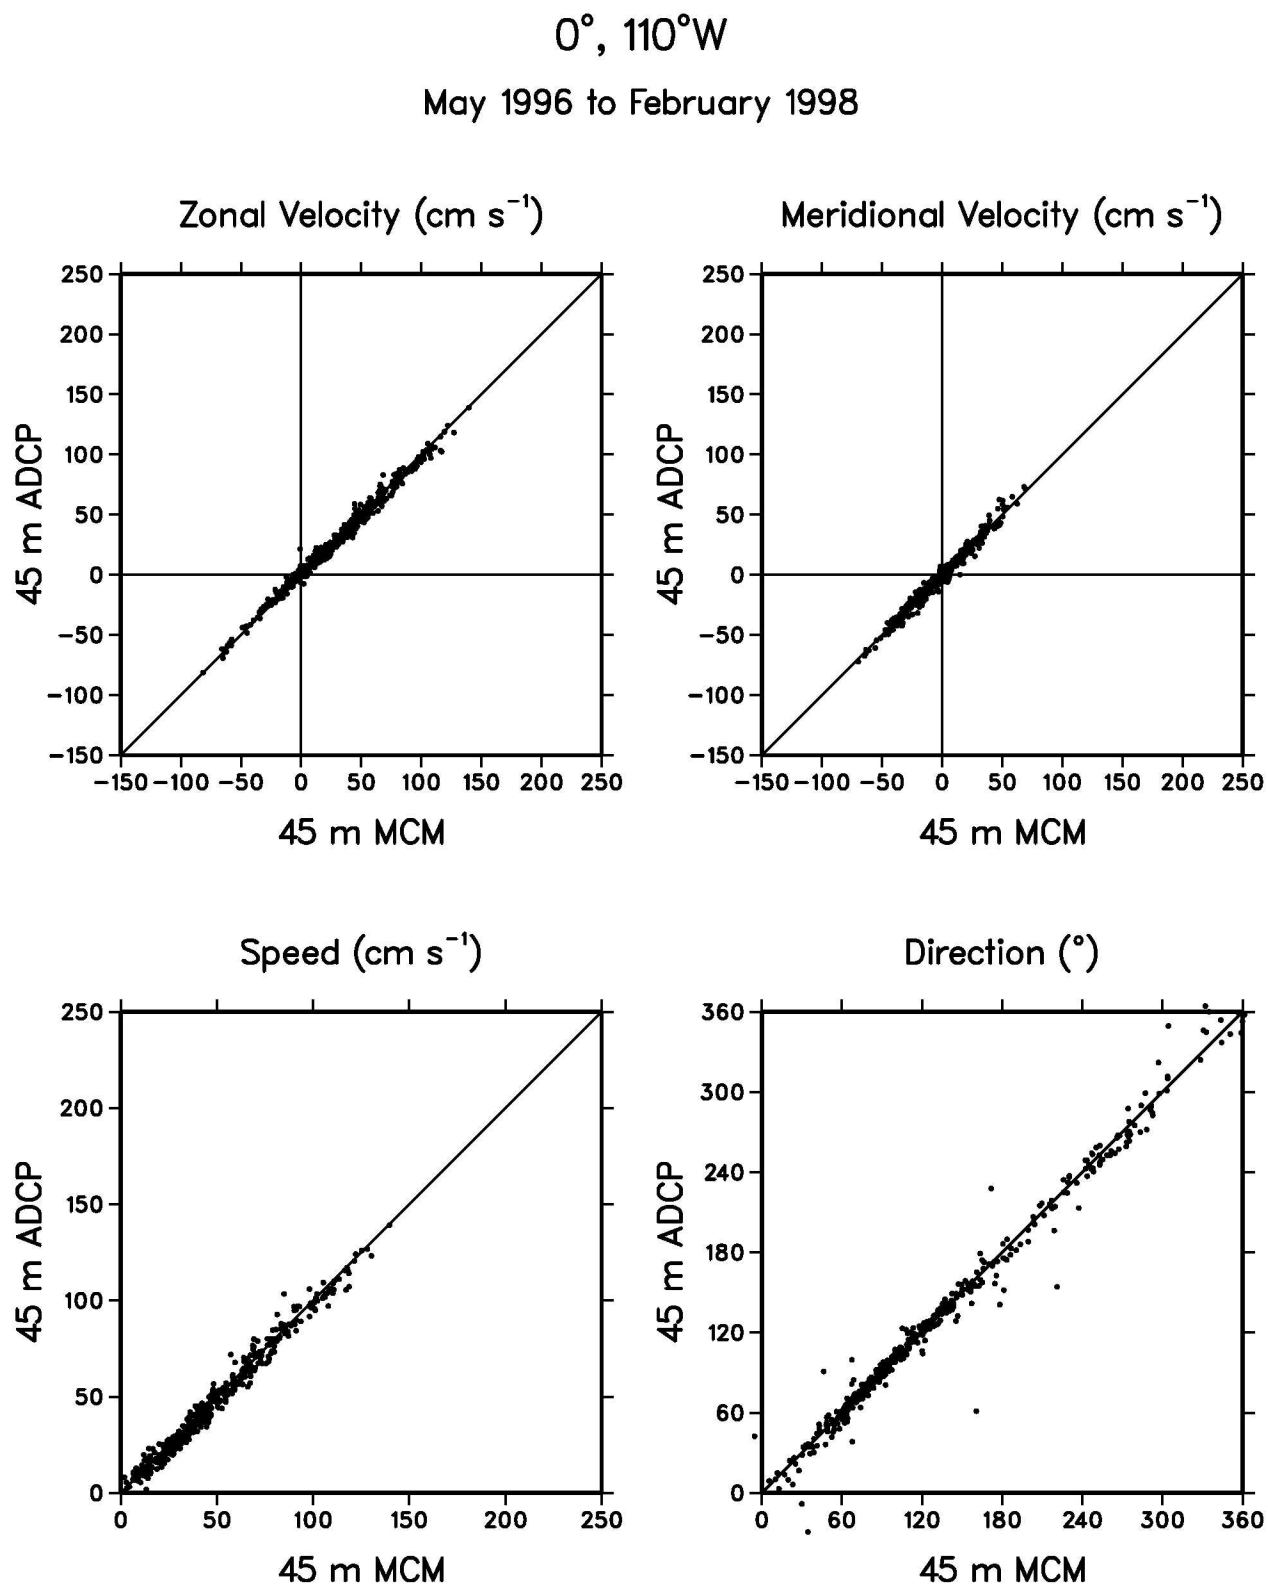 0°, 110°W
May 1996 to February 1998
Zonal Velocity (cm s⁻¹)
250
200
150
100
50
0
−50
−100
−150
45 m ADCP
−150 −100 −50 0 50 100 150 200 250
45 m MCM
Meridional Velocity (cm s⁻¹)
250
200
150
100
50
0
−50
−100
−150
45 m ADCP
−150 −100 −50 0 50 100 150 200 250
45 m MCM
Speed (cm s⁻¹)
250
200
150
100
50
0
45 m ADCP
0 50 100 150 200 250
45 m MCM
Direction (°)
360
300
240
180
120
60
0
45 m ADCP
0 60 120 180 240 300 360
45 m MCM